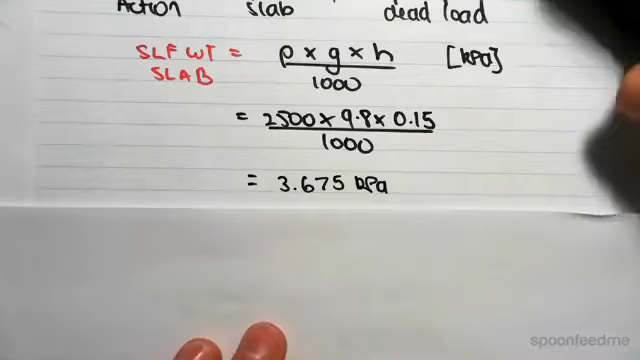 Action slab dead load
SLF WT = ρ × g × h [kPa]
SLAB 1000
= 2500 × 9.8 × 0.15
1000
= 3.675 kPa
spoonfeedme